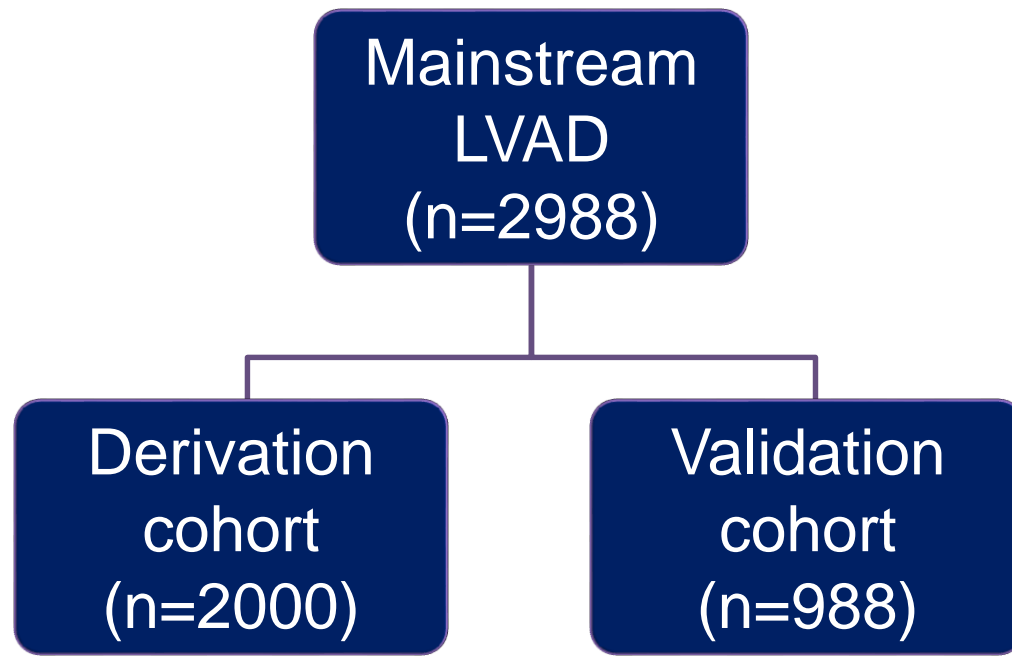 Mainstream
LVAD
(n=2988)
Derivation
cohort
(n=2000)
Validation
cohort
(n=988)